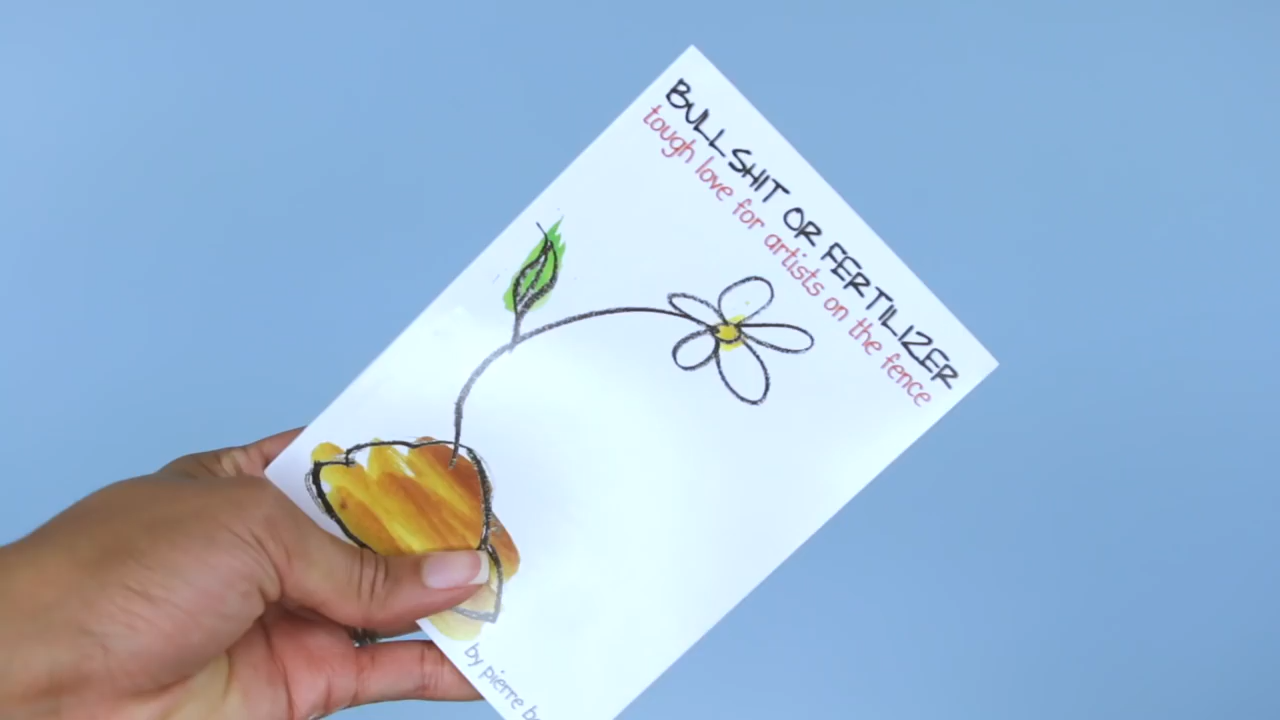 BULLSHIT OR FERTILIZER
tough love for artists on the fence
by pierre